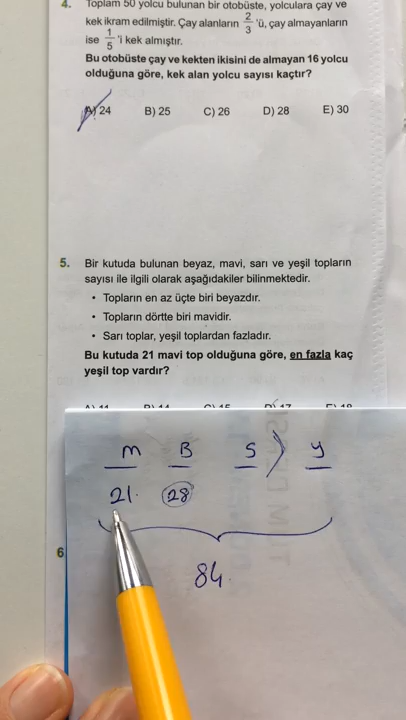 4. Toplam 50 yolcu bulunan bir otobüste, yolculara çay ve
kek ikram edilmiştir. Çay alanların 2/3 'ü, çay almayanların
ise 1/5 'i kek almıştır.
Bu otobüste çay ve kekten ikisini de almayan 16 yolcu
olduğuna göre, kek alan yolcu sayısı kaçtır?
A) 24 B) 25 C) 26 D) 28 E) 30
5. Bir kutuda bulunan beyaz, mavi, sarı ve yeşil topların
sayısı ile ilgili olarak aşağıdakiler bilinmektedir.
• Topların en az üçte biri beyazdır.
• Topların dörtte biri mavidir.
• Sarı toplar, yeşil toplardan fazladır.
Bu kutuda 21 mavi top olduğuna göre, en fazla kaç
yeşil top vardır?
m B S > y
21. 28
84
6